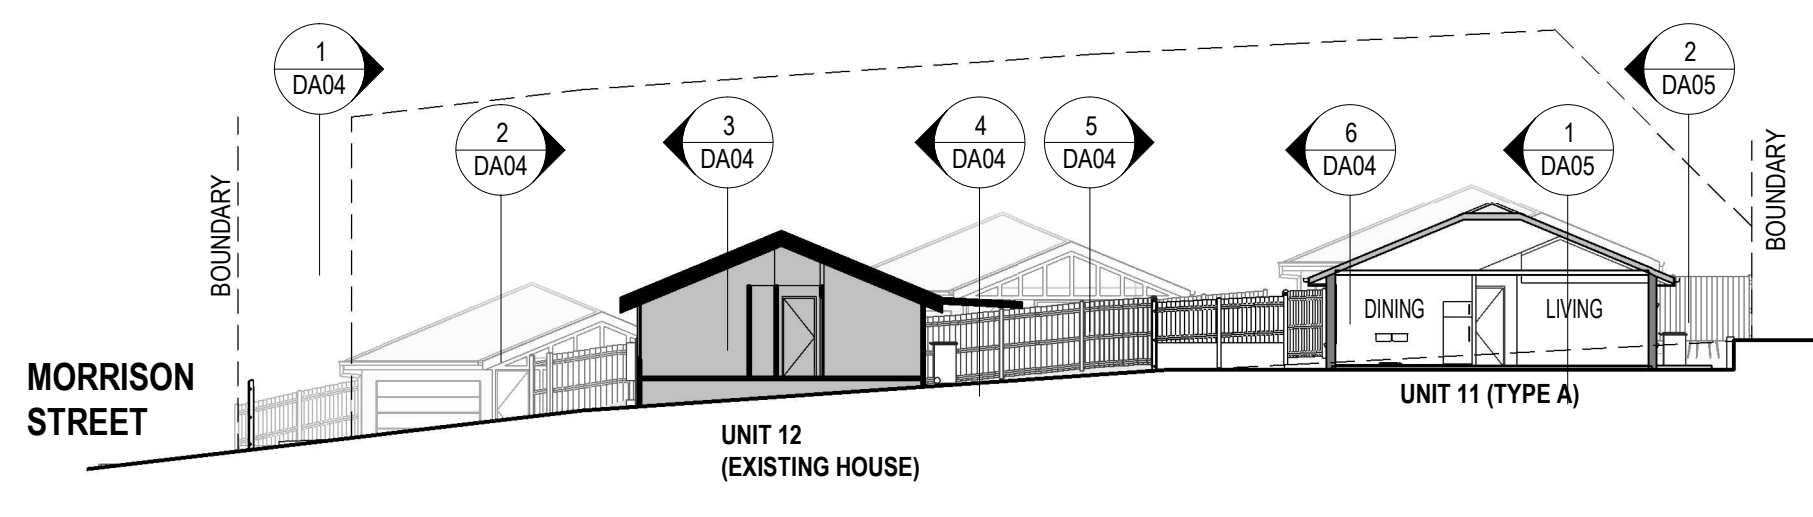 1
DA04
2
DA04
3
DA04
4
DA04
5
DA04
6
DA04
1
DA05
2
DA05
BOUNDARY
BOUNDARY
DINING
LIVING
MORRISON
STREET
UNIT 12
(EXISTING HOUSE)
UNIT 11 (TYPE A)